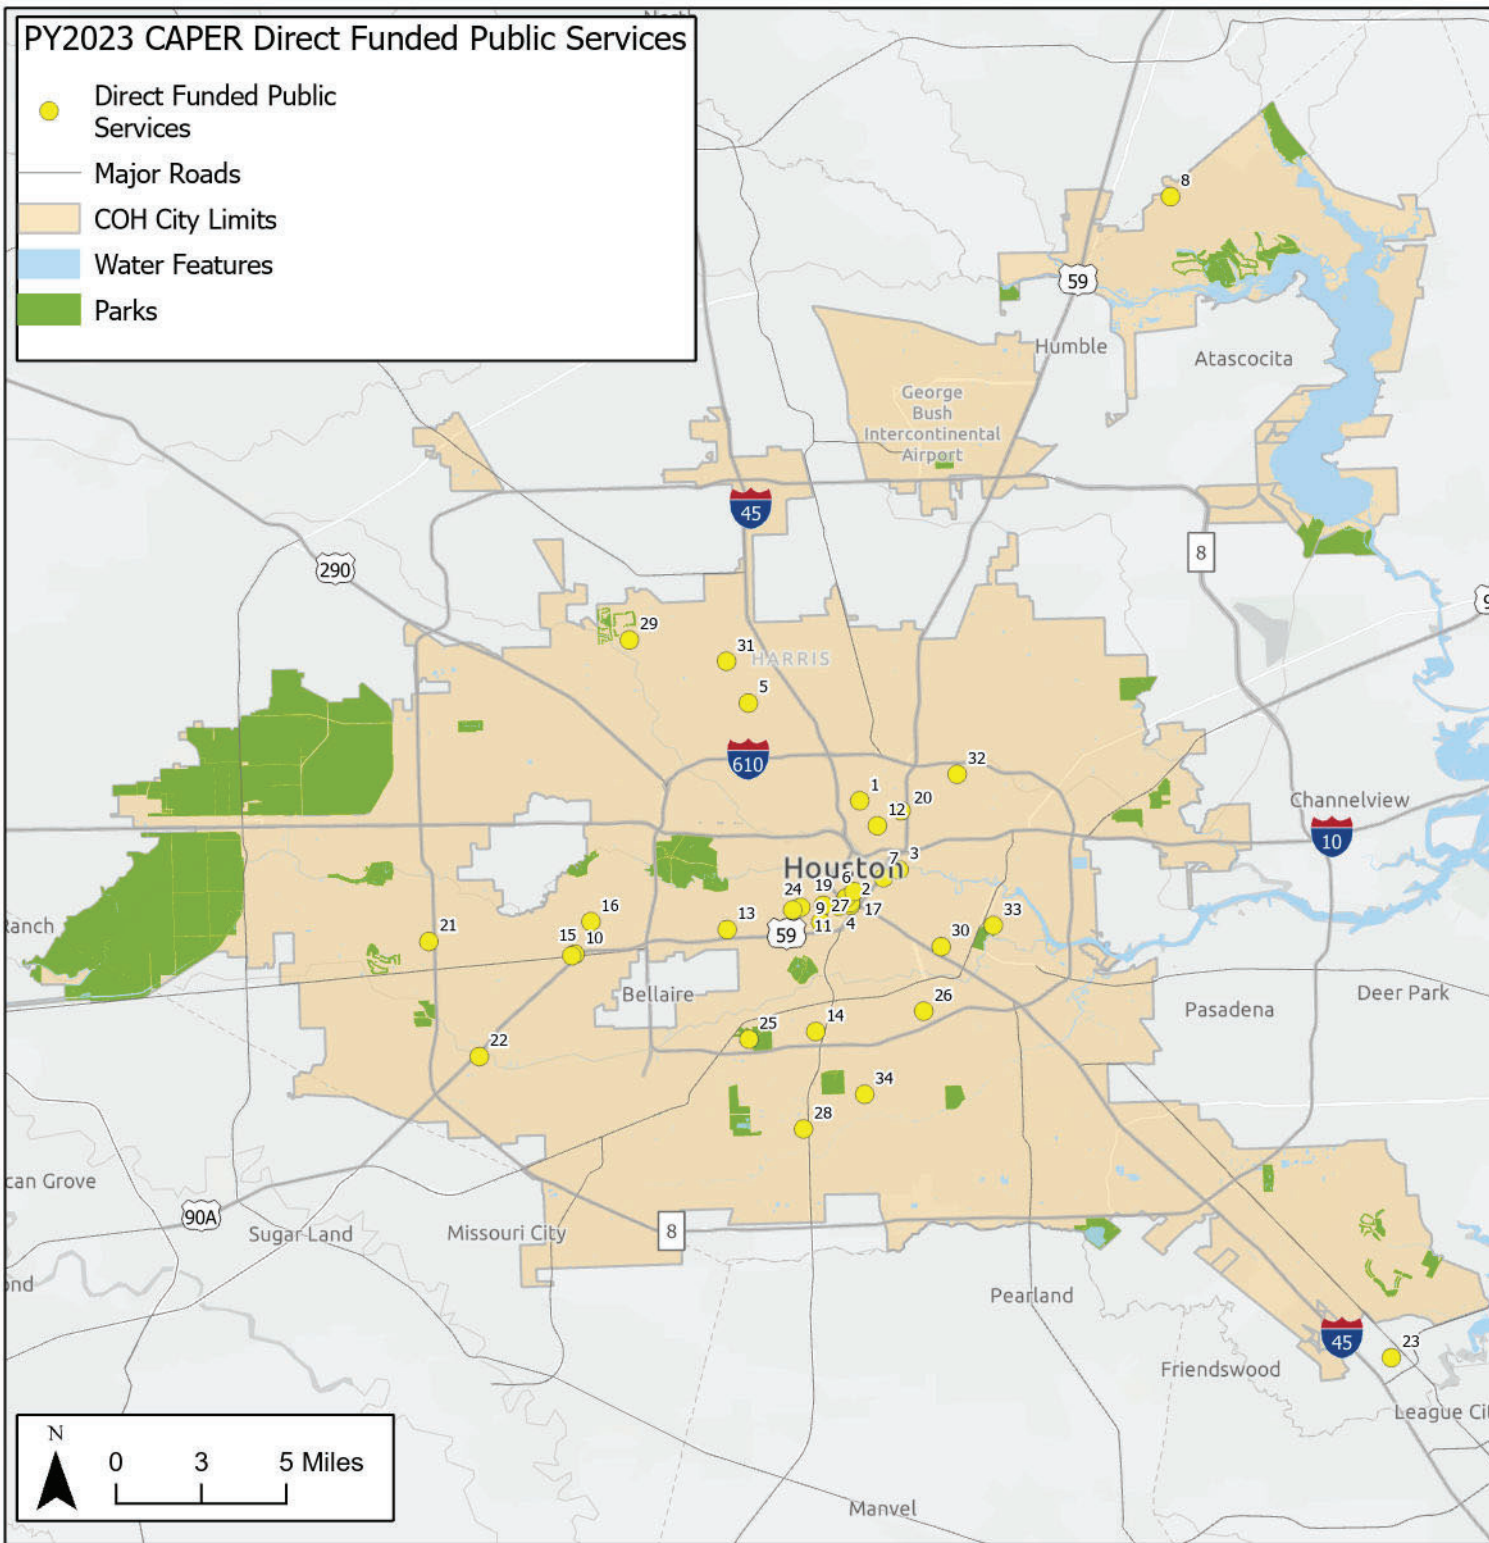 PY2023 CAPER Direct Funded Public Services
Direct Funded Public
Services
Major Roads
COH City Limits
Water Features
Parks
8
59
Humble
Atascocita
George
Bush
Intercontinental
Airport
45
290
8
9
29
31
HARRIS
5
610
32
1
20
12
Channelview
10
Houston
7
3
6
19
2
24
9
27
17
11
4
59
13
16
15
10
21
33
30
Ranch
Bellaire
26
Pasadena
Deer Park
25
14
22
34
28
can Grove
90A
Sugar Land
Missouri City
8
ond
Pearland
45
23
Friendswood
League Cit
N
0 3 5 Miles
Manvel